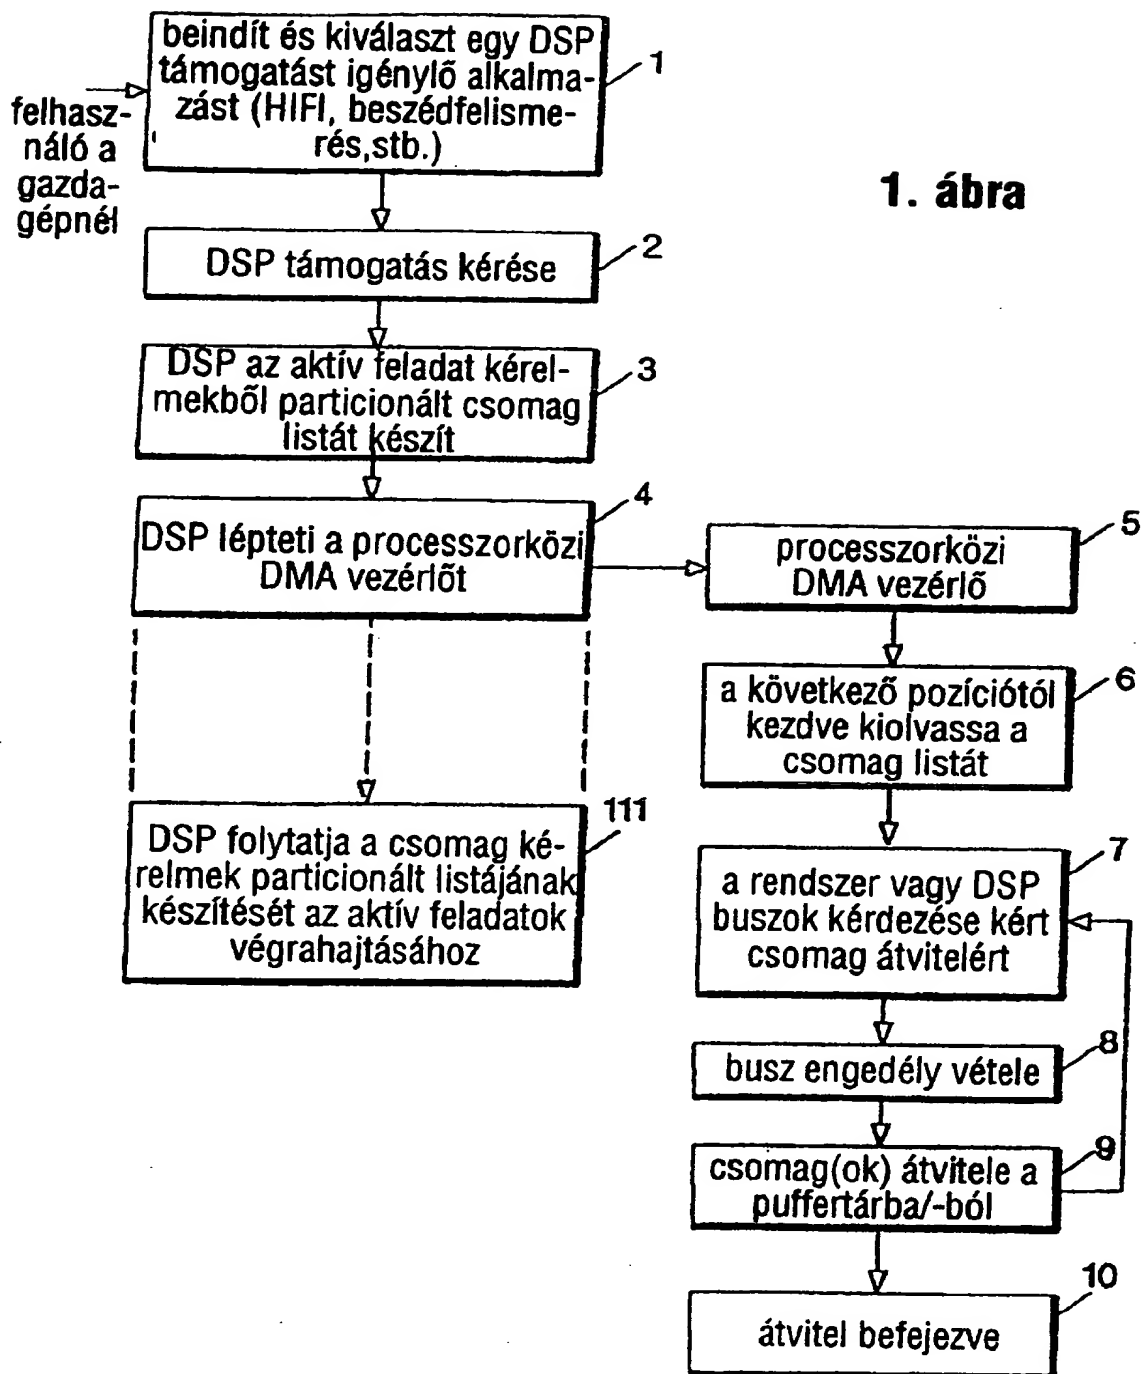 beindít és kiválaszt egy DSP
támogatást igénylő alkalma-
zást (HIFI, beszédfelisme-
rés,stb.)
1
felhasz-
náló a
gazda-
gépnél
1. ábra
DSP támogatás kérése
2
DSP az aktív feladat kérel-
mekből particionált csomag
listát készít
3
DSP lépteti a processzorközi
DMA vezérlőt
4
processzorközi
DMA vezérlő
5
a következő pozíciótól
kezdve kiolvassa a
csomag listát
6
DSP folytatja a csomag ké-
relmek particionált listájának
készítését az aktív feladatok
végrahajtásához
111
a rendszer vagy DSP
buszok kérdezése kért
csomag átvitelért
7
busz engedély vétele
8
csomag(ok) átvitele a
puffertárba/-ból
9
átvitel befejezve
10